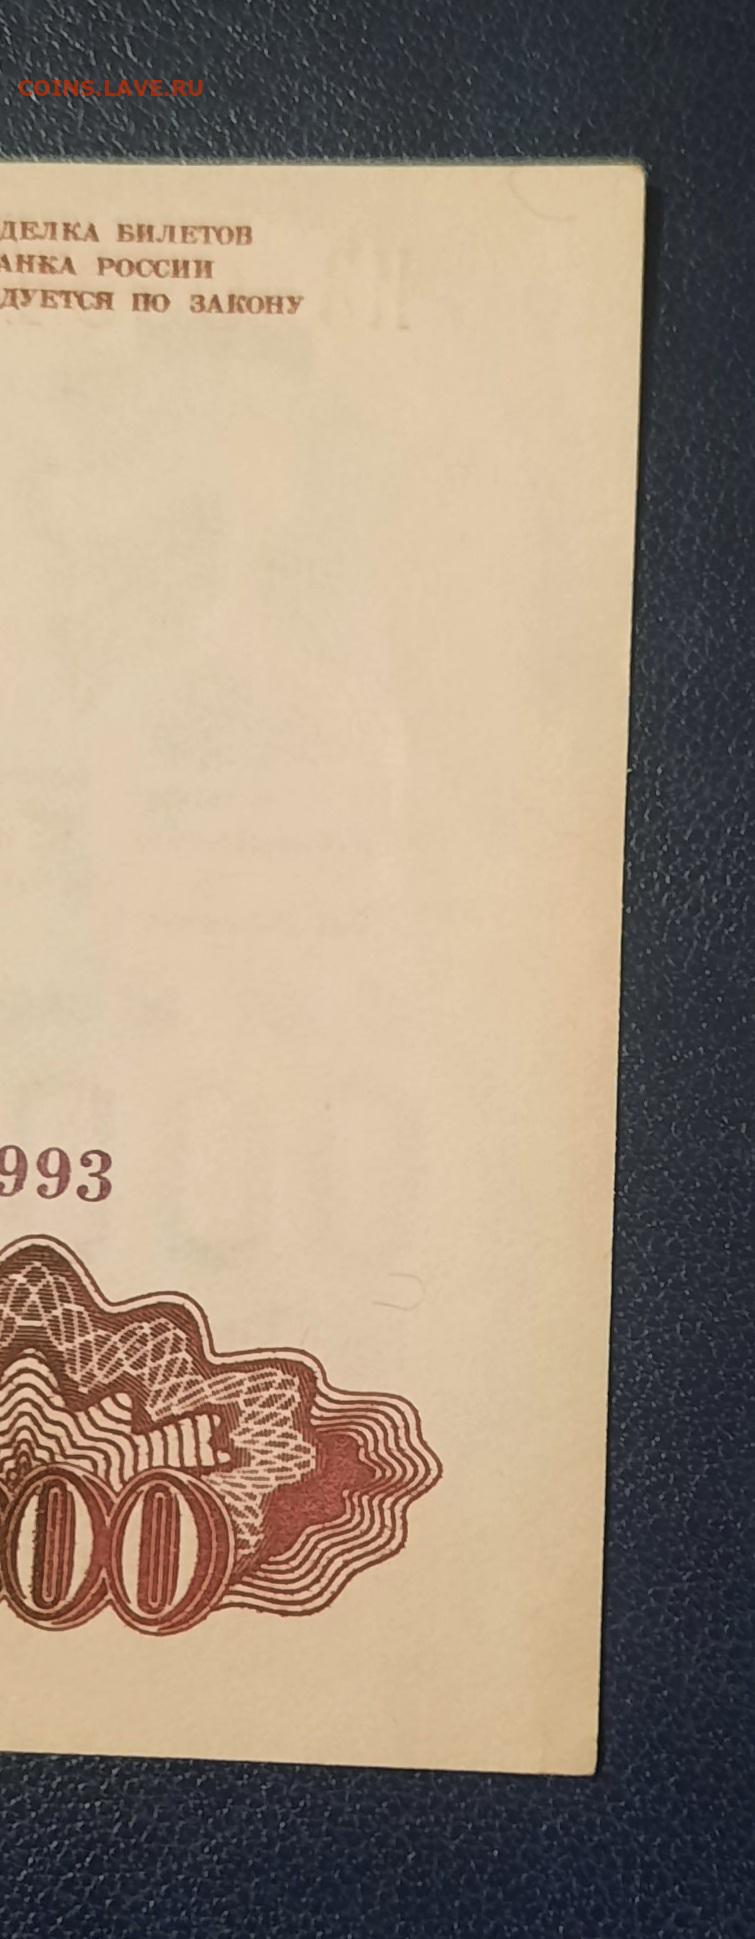 COINS.LAVE.RU
ДЕЛКА БИЛЕТОВ
АНКА РОССИИ
ДУЕТСЯ ПО ЗАКОНУ
993
00